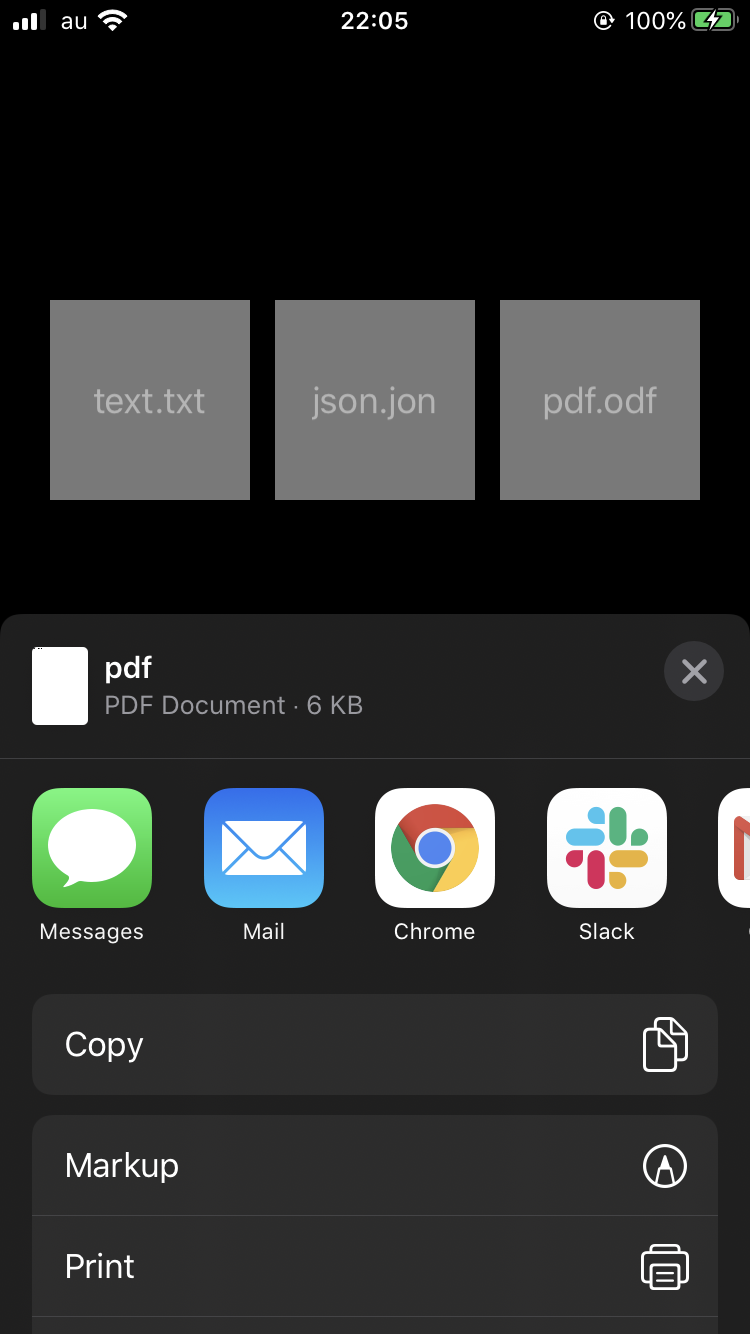 au 22:05 100%
text.txt json.jon pdf.odf
pdf
PDF Document · 6 KB
Messages Mail Chrome Slack
Copy
Markup
Print